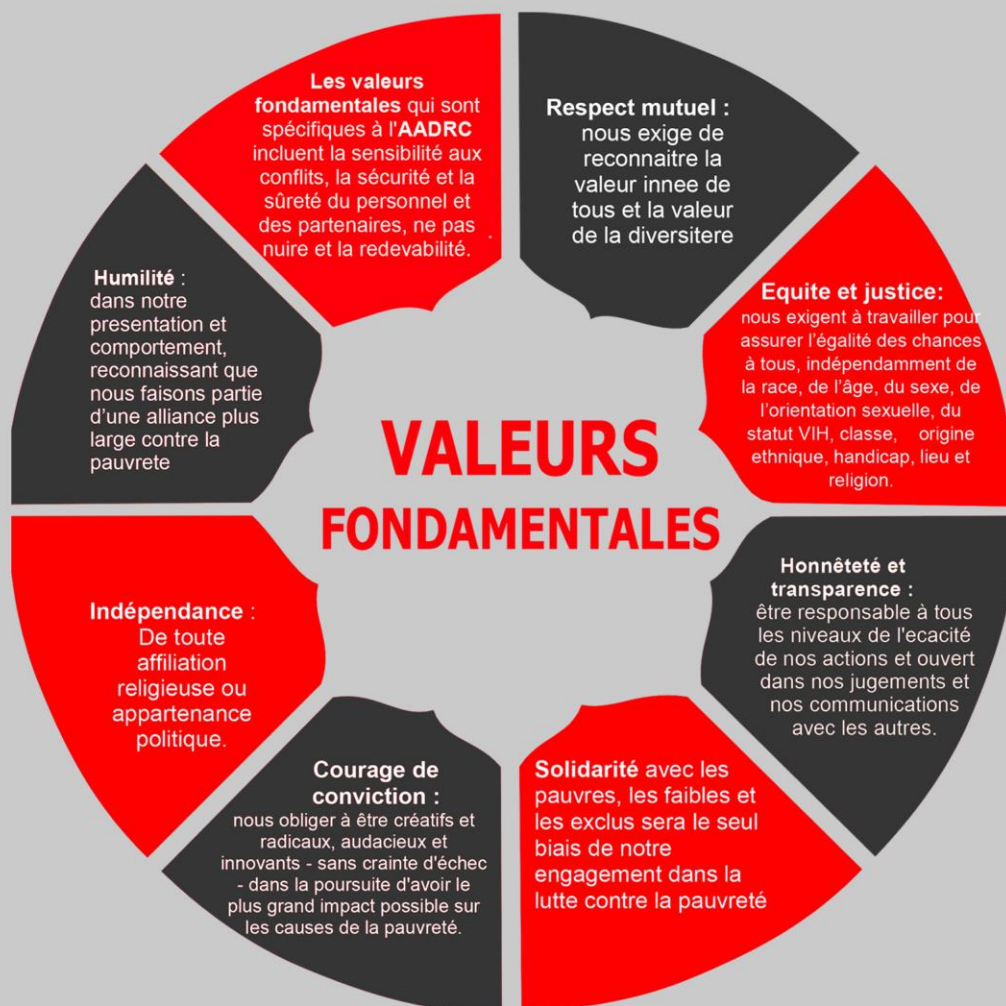 VALEURS
FONDAMENTALES
Les valeurs
fondamentales qui sont
spécifiques à l'AADRC
incluent la sensibilité aux
conflits, la sécurité et la
sûreté du personnel et
des partenaires, ne pas
nuire et la redevabilité.
Respect mutuel :
nous exige de
reconnaitre la
valeur innee de
tous et la valeur
de la diversitere
Equite et justice:
nous exigent à travailler pour
assurer l'égalité des chances
à tous, indépendamment de
la race, de l'âge, du sexe, de
l'orientation sexuelle, du
statut VIH, classe, origine
ethnique, handicap, lieu et
religion.
Honnêteté et
transparence :
être responsable à tous
les niveaux de l'ecacité
de nos actions et ouvert
dans nos jugements et
nos communications
avec les autres.
Solidarité avec les
pauvres, les faibles et
les exclus sera le seul
biais de notre
engagement dans la
lutte contre la pauvreté
Courage de
conviction :
nous obliger à être créatifs et
radicaux, audacieux et
innovants - sans crainte d'échec
- dans la poursuite d'avoir le
plus grand impact possible sur
les causes de la pauvreté.
Indépendance :
De toute
affiliation
religieuse ou
appartenance
politique.
Humilité :
dans notre
presentation et
comportement,
reconnaissant que
nous faisons partie
d'une alliance plus
large contre la
pauvrete